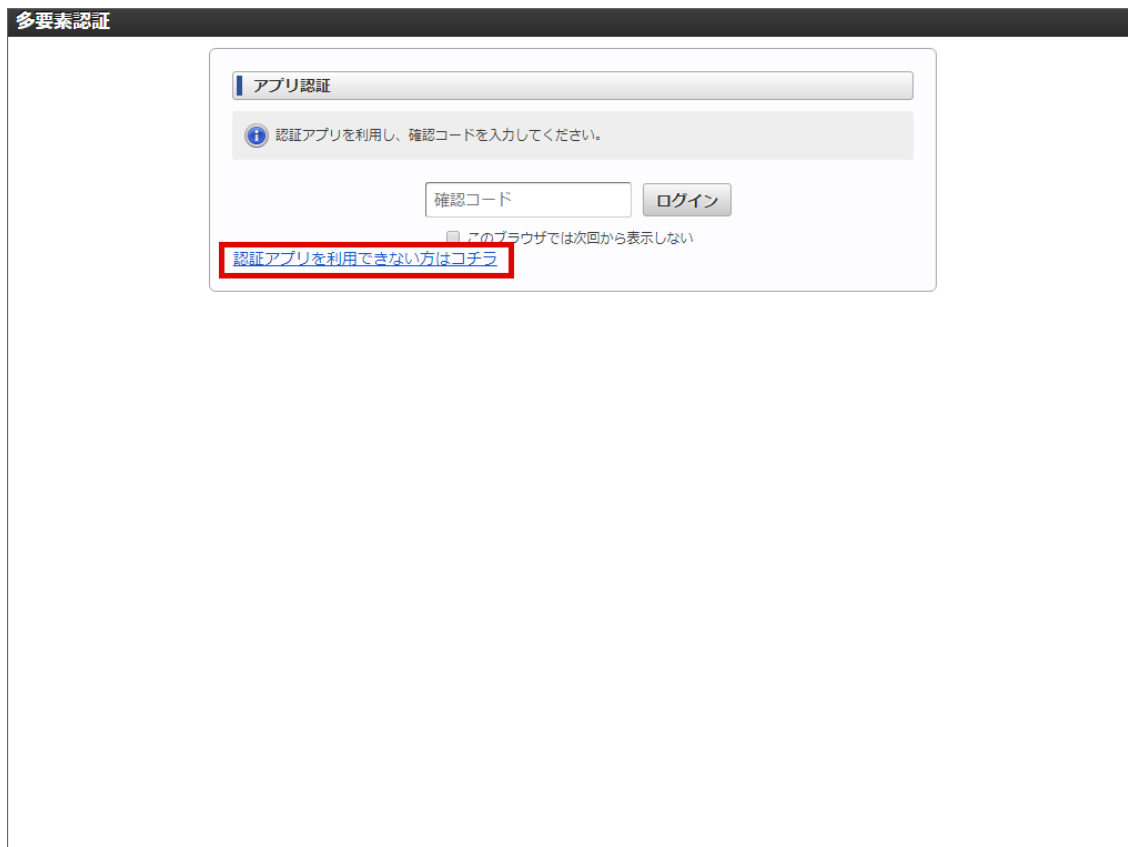 多要素認証
アプリ認証
認証アプリを利用し、確認コードを入力してください。
確認コード
ログイン
このブラウザでは次回から表示しない
認証アプリを利用できない方はコチラ